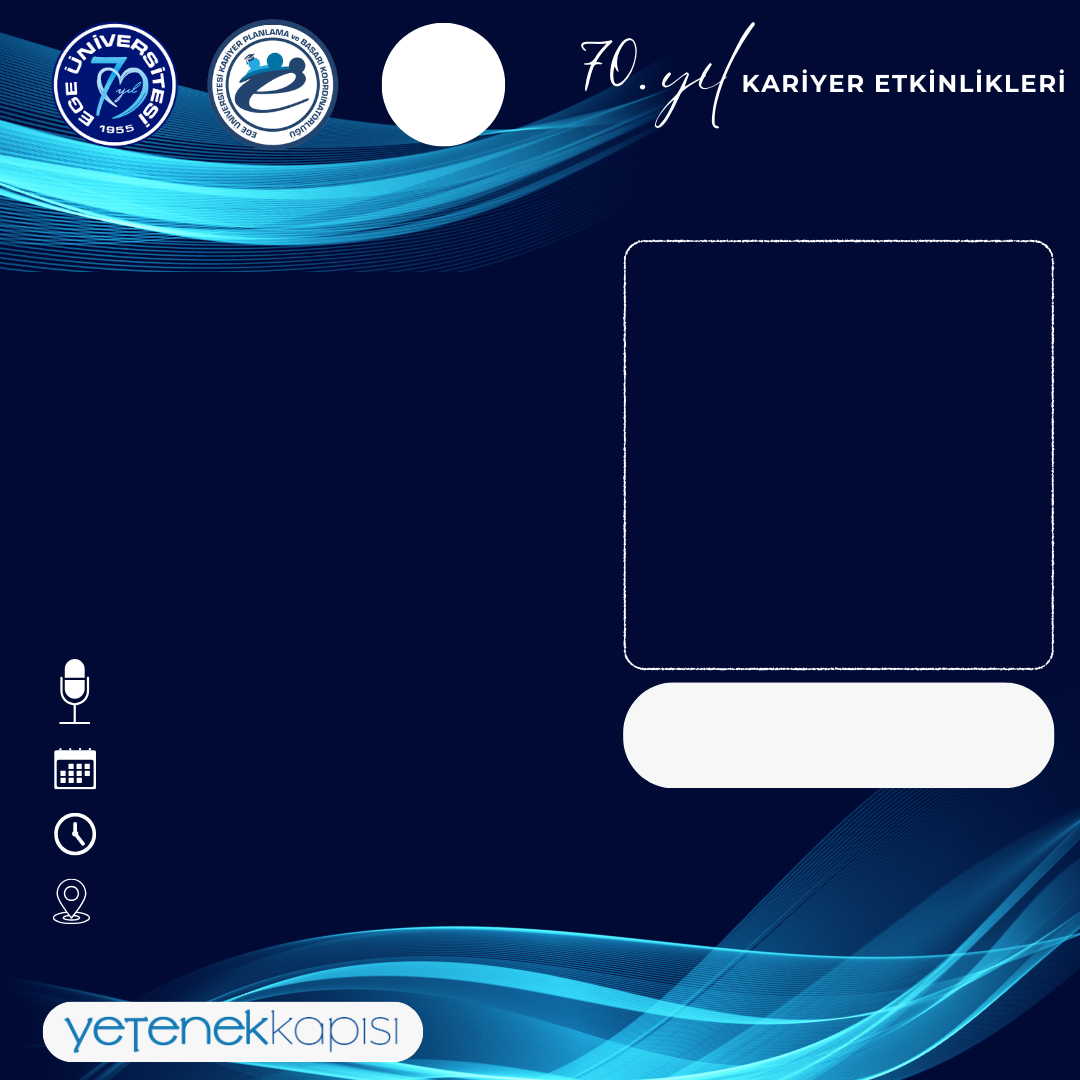 EGE ÜNİVERSİTESİ
70
yıl
1955
EGE ÜNİVERSİTESİ KARİYER PLANLAMA ve BAŞARI KOORDİNATÖRLÜĞÜ
70. yıl KARİYER ETKİNLİKLERİ
yetenekkapısı